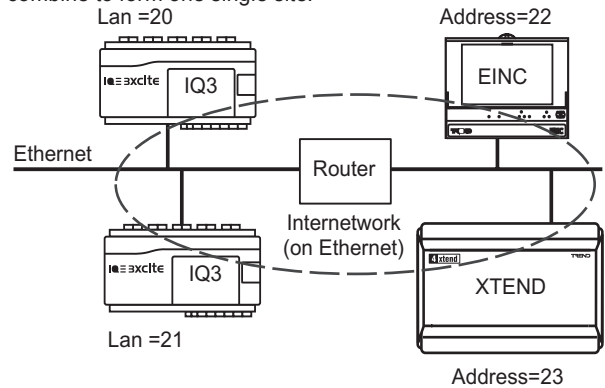 combine to form one single site.
Lan =20
Address=22
IQ3
EINC
Ethernet
Router
Internetwork
(on Ethernet)
IQ3
xtend
TREND
XTEND
Lan =21
Address=23